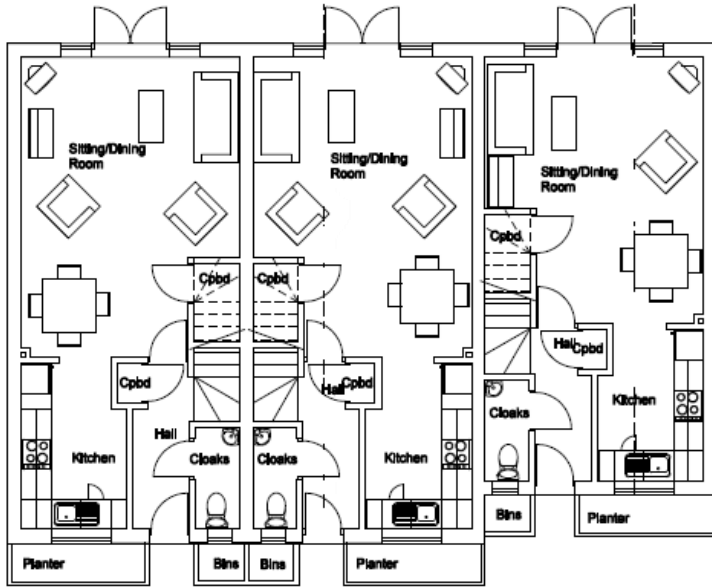 Sitting/Dining
Room
Cpbd
Cpbd
Hall
Kitchen
Cloaks
Planter
Bins
Sitting/Dining
Room
Cpbd
Hall
Cpbd
Cloaks
Kitchen
Bins
Planter
Sitting/Dining
Room
Cpbd
Hall
Cpbd
Cloaks
Kitchen
Bins
Planter